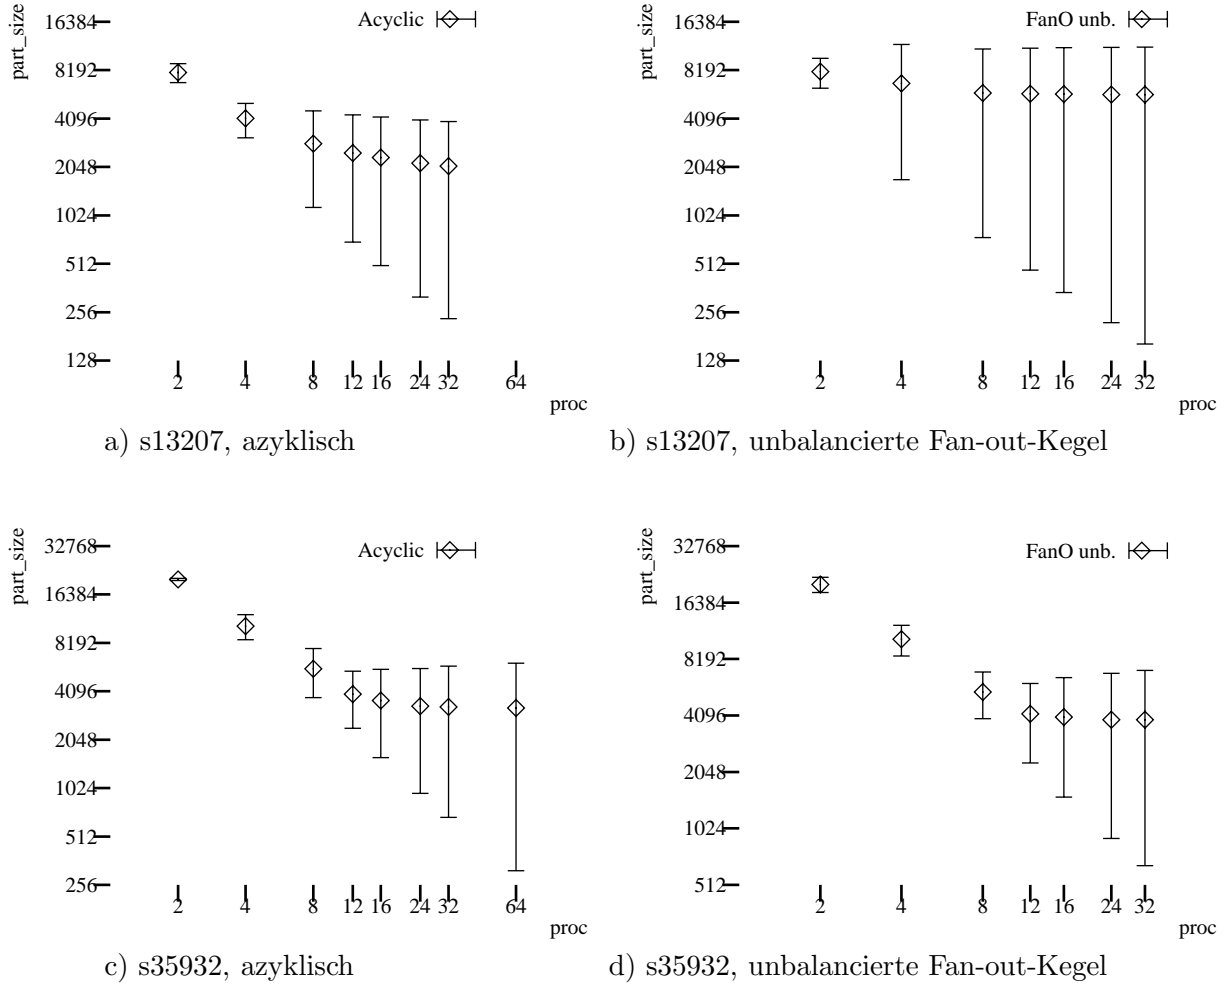 part_size
16384
8192
4096
2048
1024
512
256
128
Acyclic
2 4 8 12 16 24 32 64
proc
a) s13207, azyklisch
part_size
16384
8192
4096
2048
1024
512
256
128
FanO unb.
2 4 8 12 16 24 32
proc
b) s13207, unbalancierte Fan-out-Kegel
part_size
32768
16384
8192
4096
2048
1024
512
256
Acyclic
2 4 8 12 16 24 32 64
proc
c) s35932, azyklisch
part_size
32768
16384
8192
4096
2048
1024
512
FanO unb.
2 4 8 12 16 24 32
proc
d) s35932, unbalancierte Fan-out-Kegel